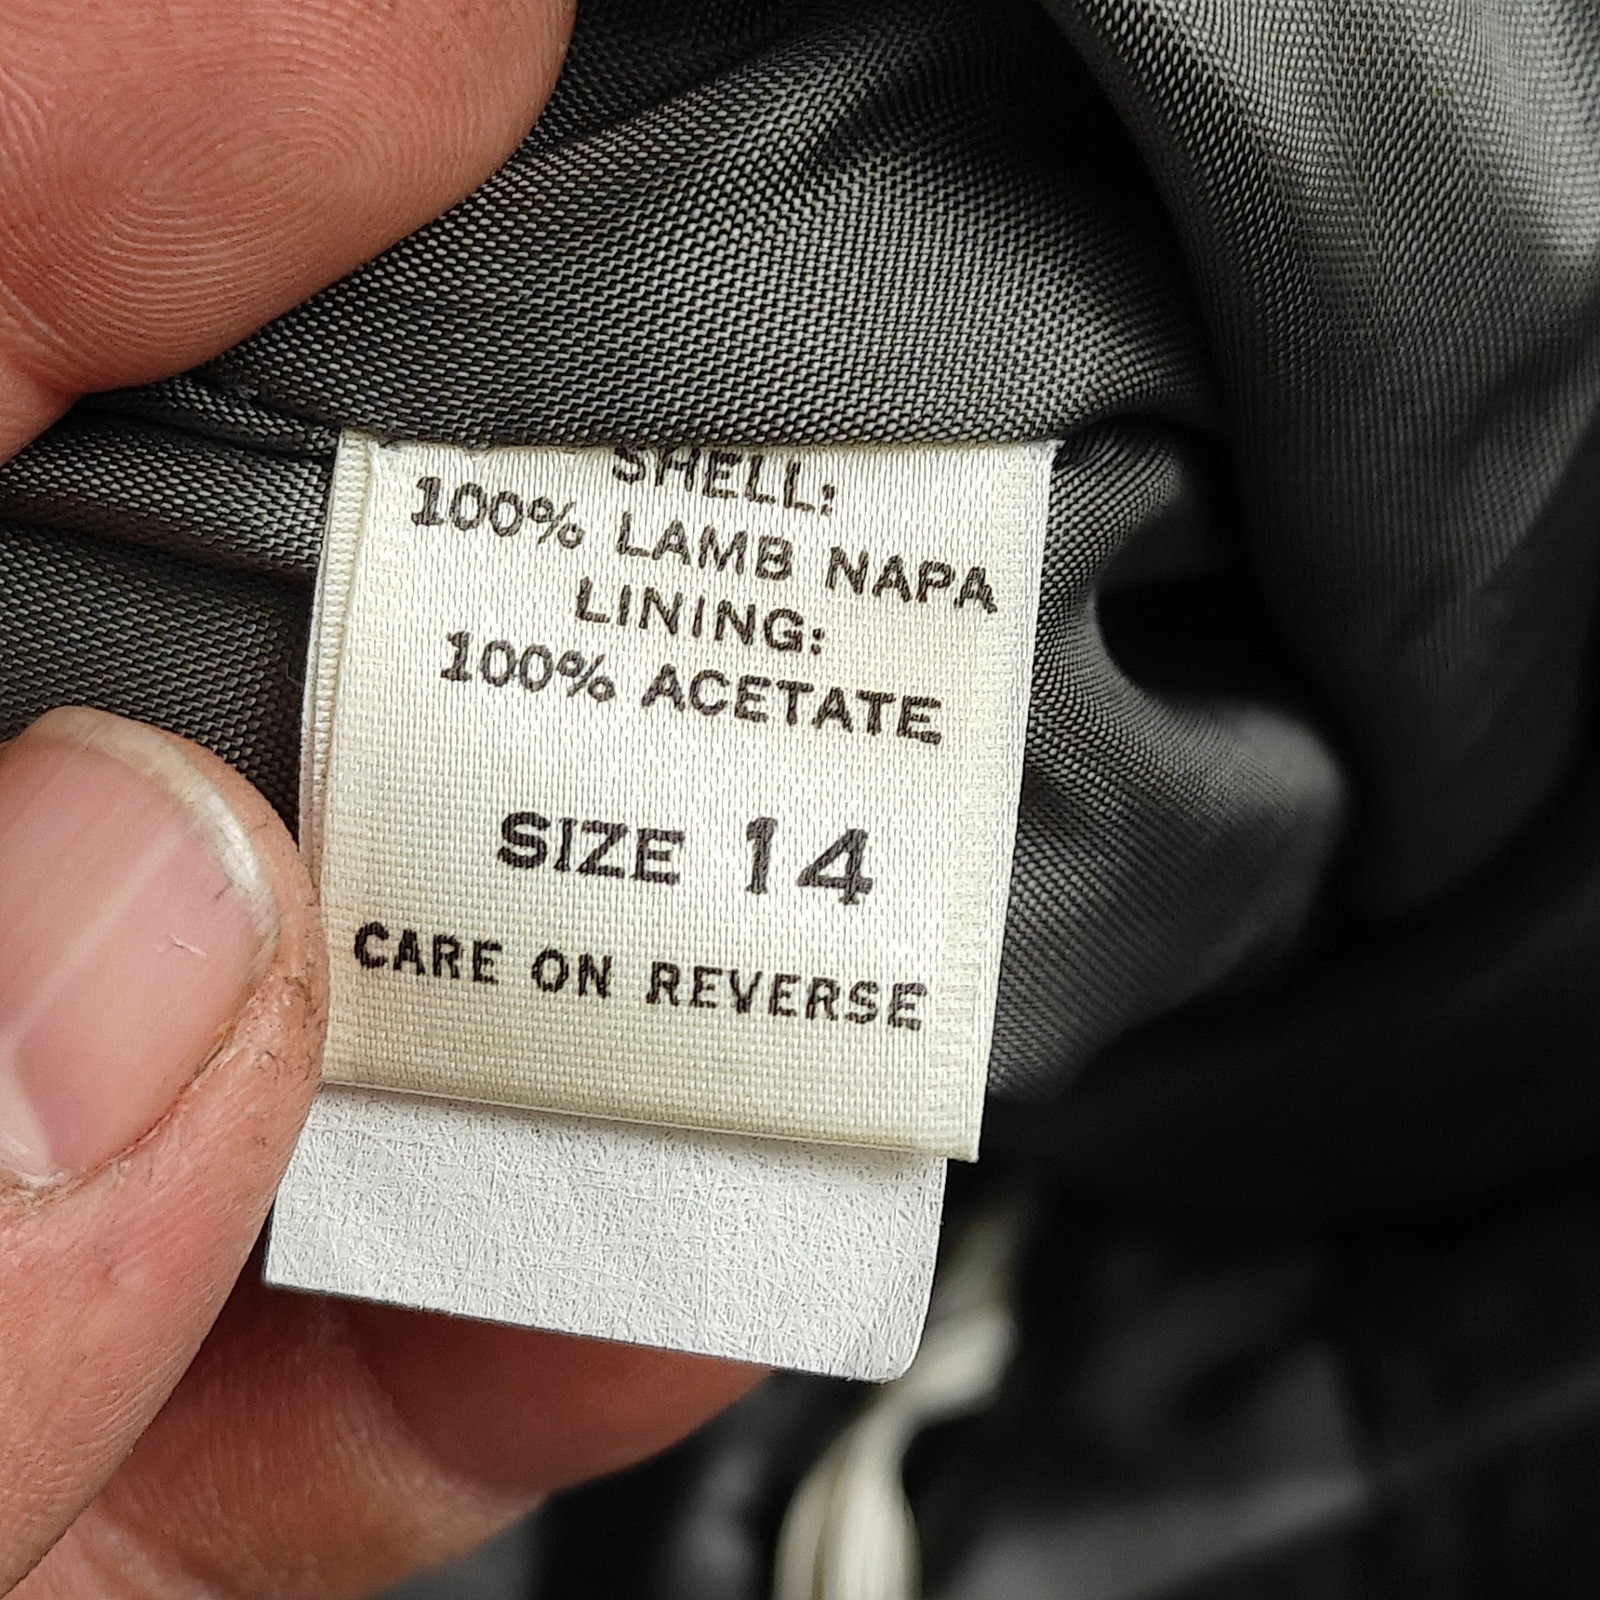 SHELL:
100% LAMB NAPA
LINING:
100% ACETATE
SIZE 14
CARE ON REVERSE